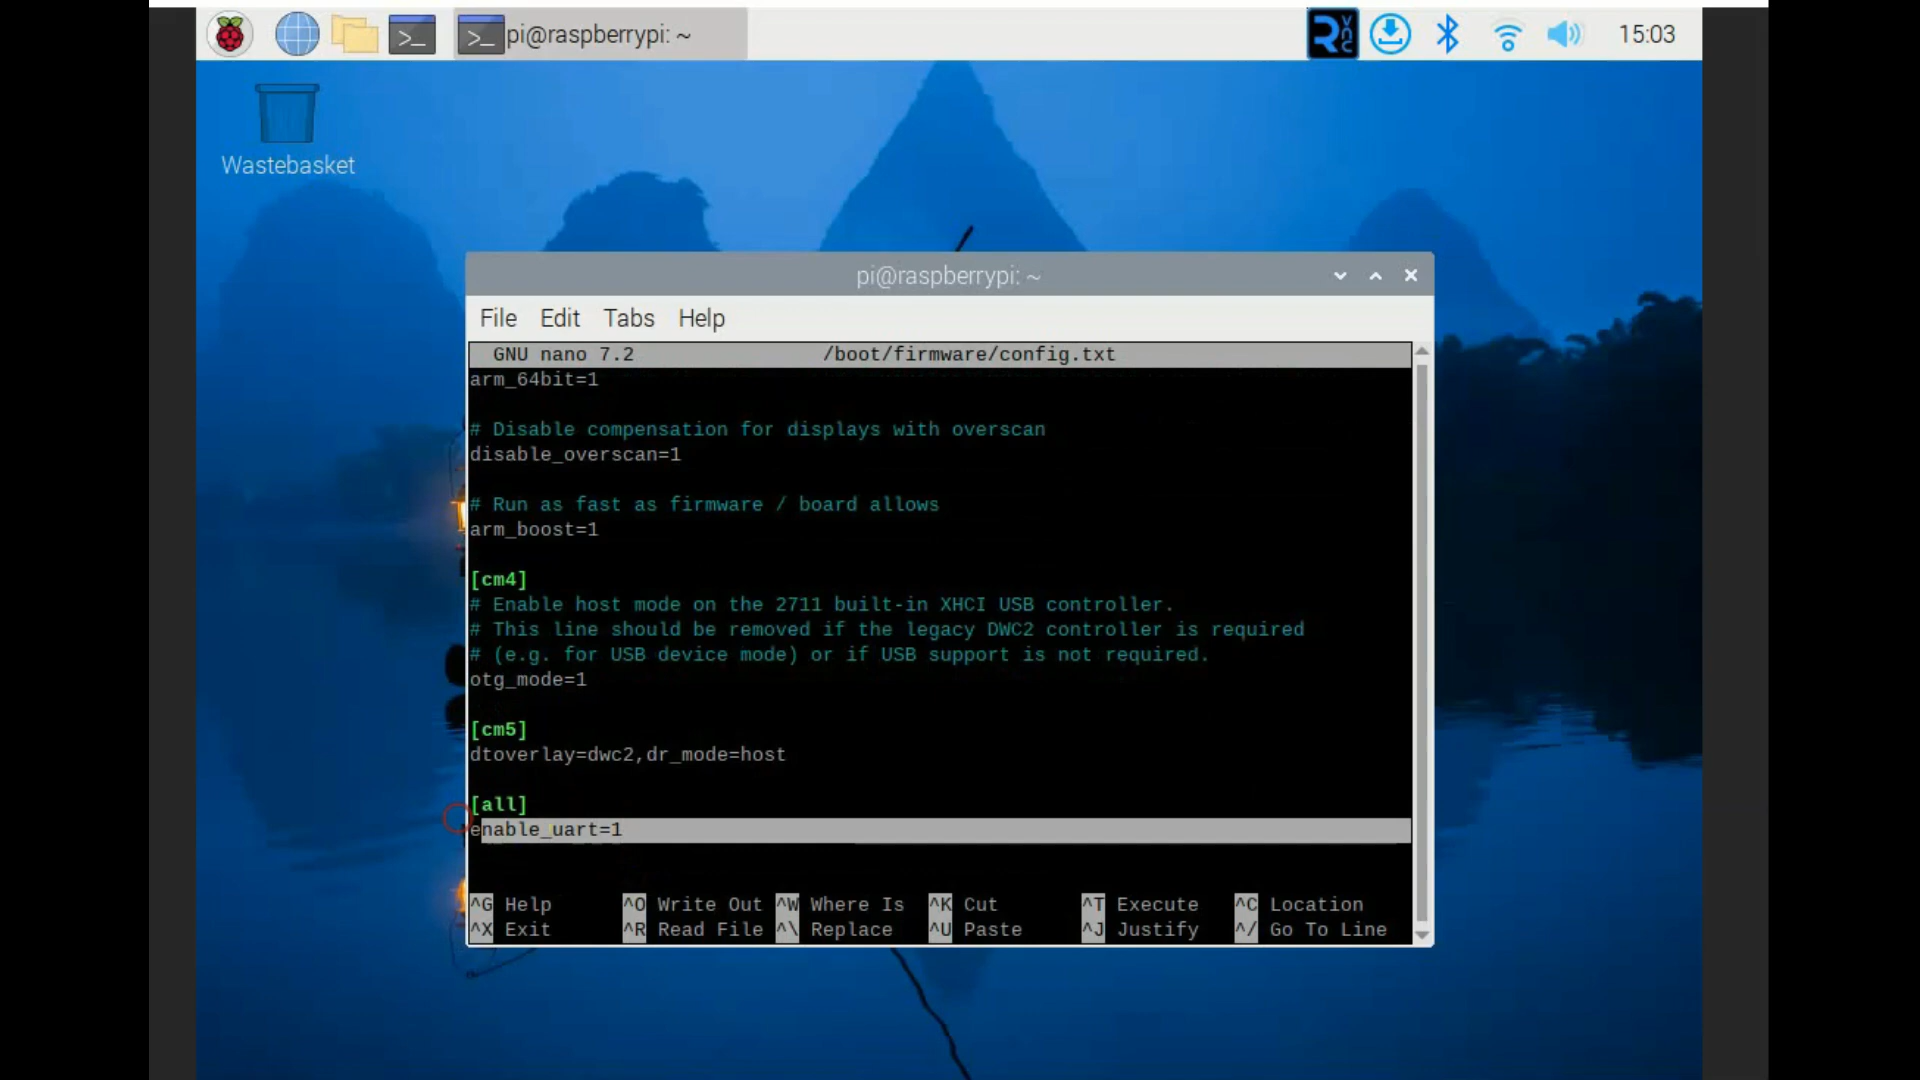 pi@raspberrypi: ~
15:03
Wastebasket
pi@raspberrypi: ~
File Edit Tabs Help
GNU nano 7.2 /boot/firmware/config.txt
arm_64bit=1
# Disable compensation for displays with overscan
disable_overscan=1
# Run as fast as firmware / board allows
arm_boost=1
[cm4]
# Enable host mode on the 2711 built-in XHCI USB controller.
# This line should be removed if the legacy DWC2 controller is required
# (e.g. for USB device mode) or if USB support is not required.
otg_mode=1
[cm5]
dtoverlay=dwc2,dr_mode=host
[all]
enable_uart=1
^G Help ^O Write Out ^W Where Is ^K Cut ^T Execute ^C Location
^X Exit ^R Read File ^\ Replace ^U Paste ^J Justify ^/ Go To Line